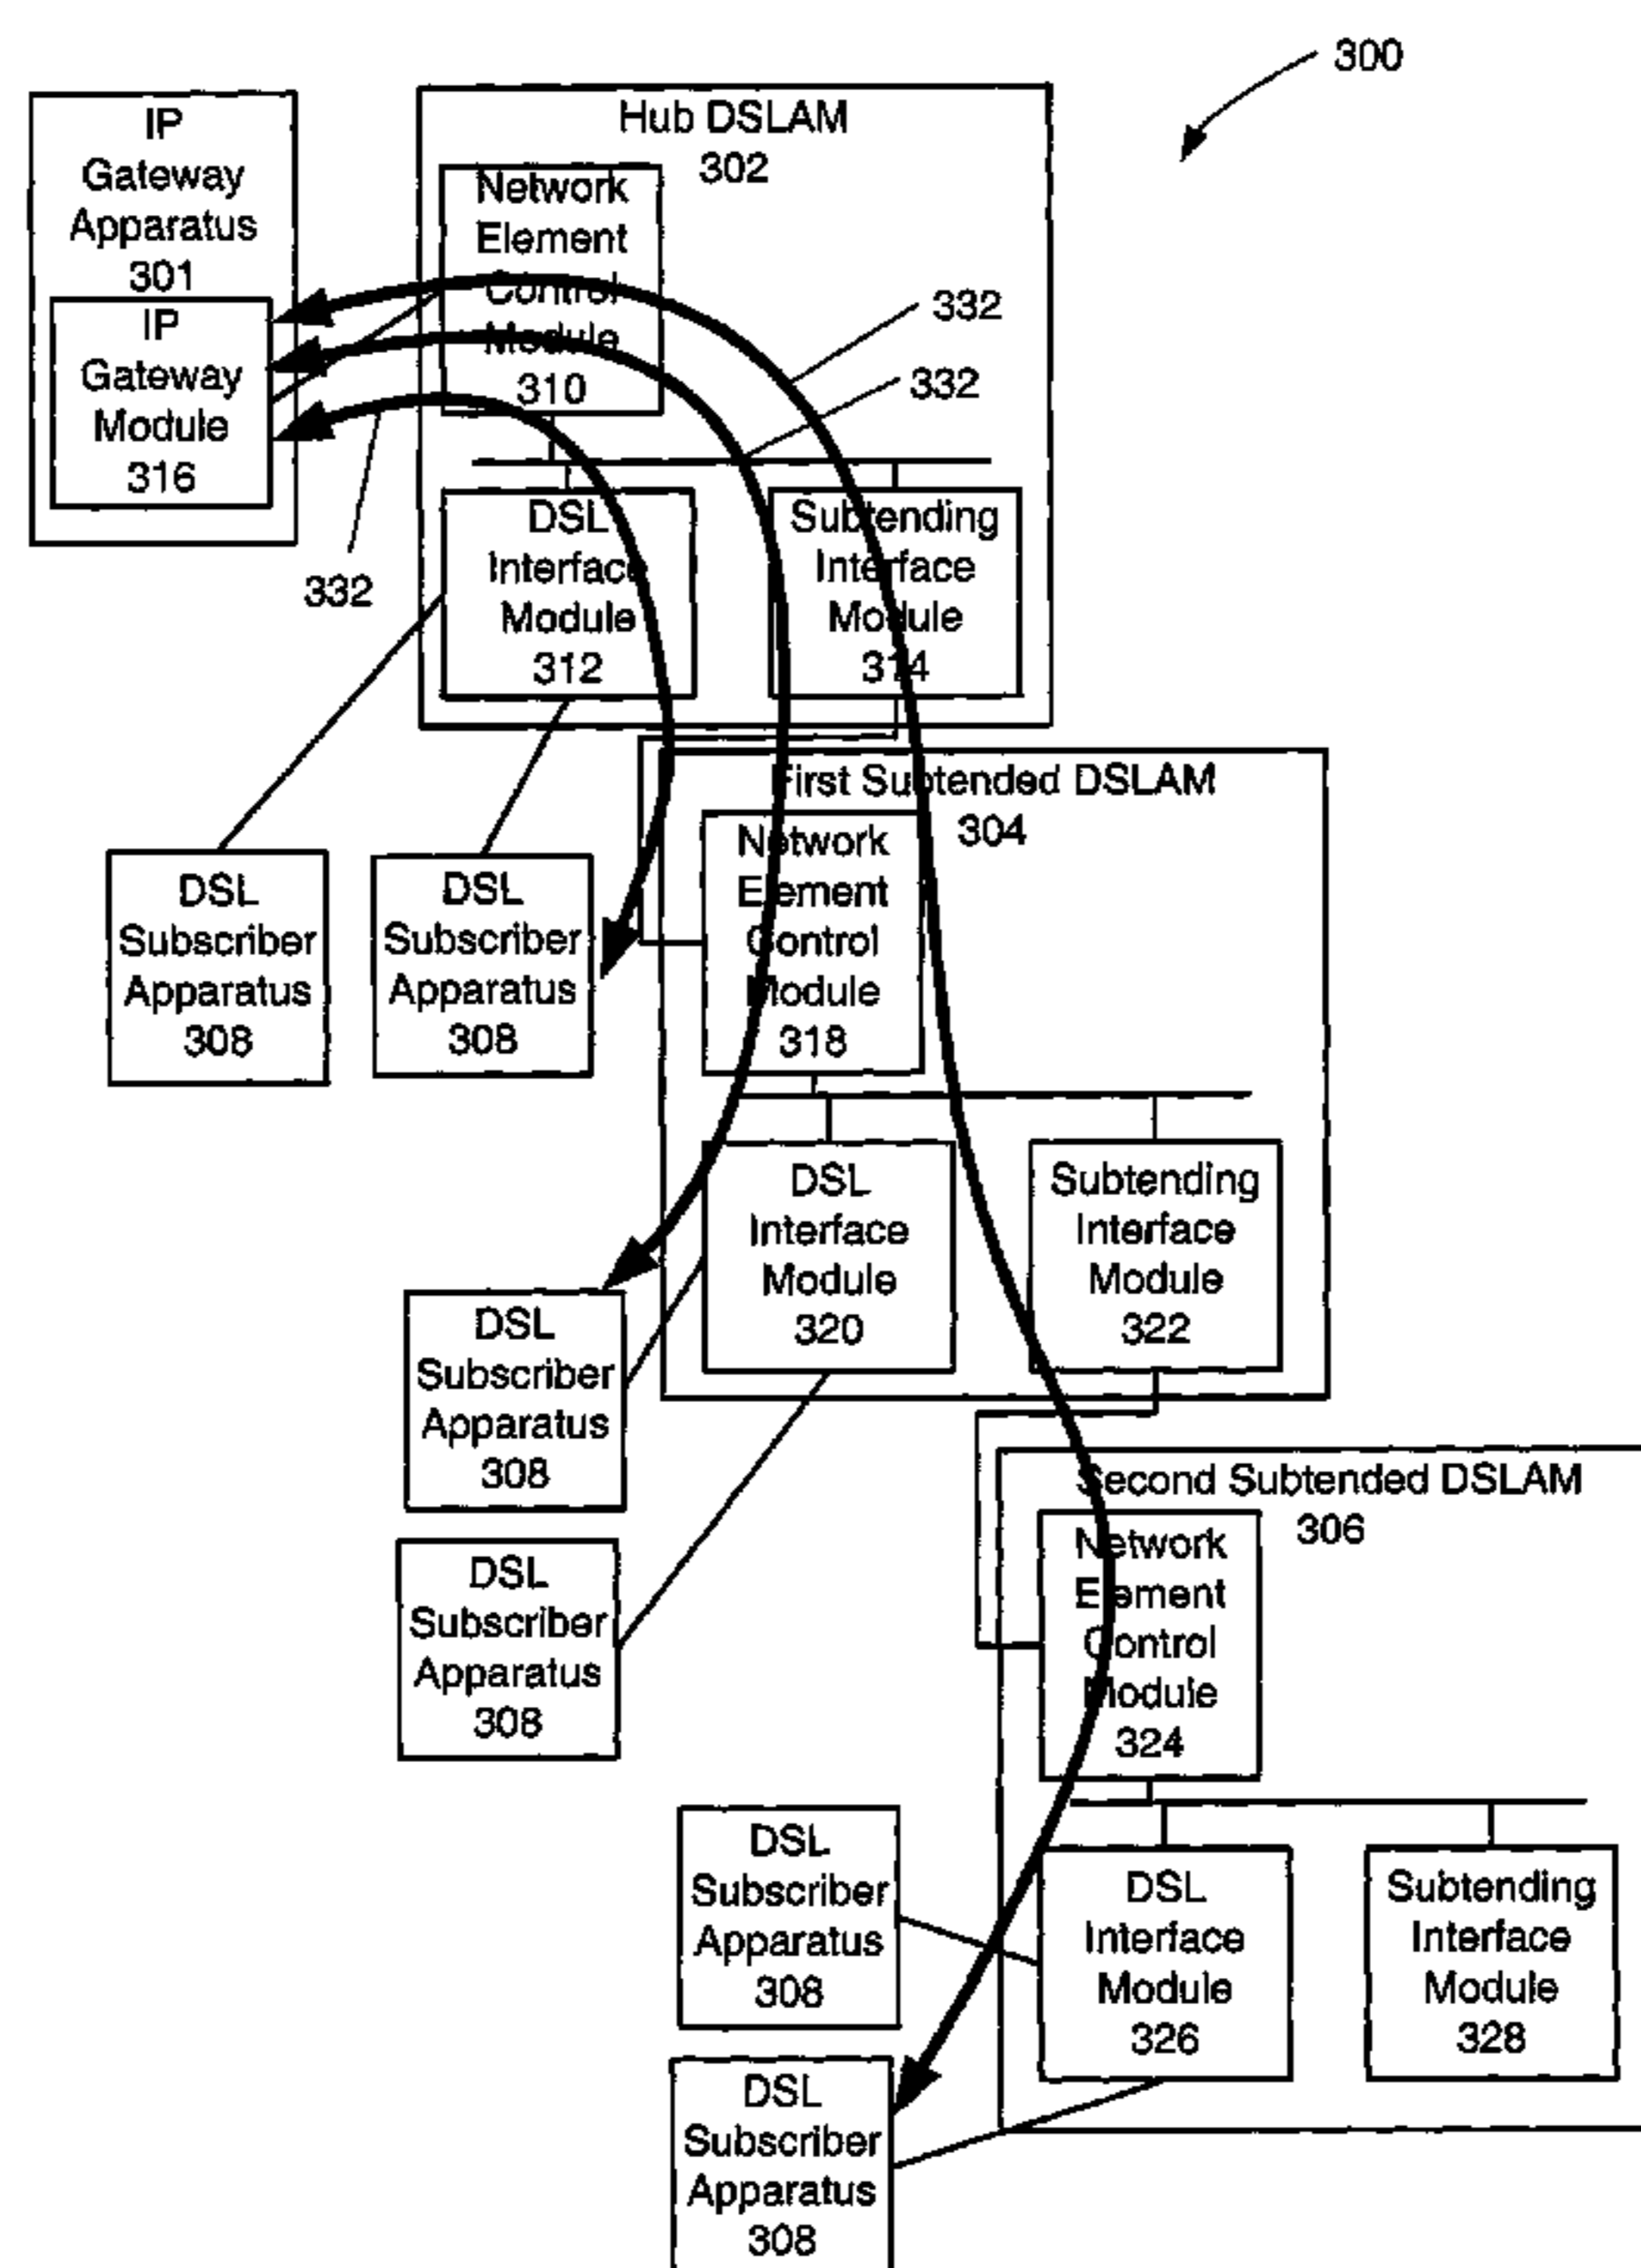 300
IP
Gateway
Apparatus
301
IP
Gateway
Module
316
Hub DSLAM
302
Network
Element
Control
Module
310
332
332
332
DSL
Interface
Module
312
Subtending
Interface
Module
314
First Subtended DSLAM
304
Network
Element
Control
Module
318
DSL
Subscriber
Apparatus
308
DSL
Subscriber
Apparatus
308
DSL
Interface
Module
320
Subtending
Interface
Module
322
DSL
Subscriber
Apparatus
308
DSL
Subscriber
Apparatus
308
Second Subtended DSLAM
306
Network
Element
Control
Module
324
DSL
Subscriber
Apparatus
308
DSL
Interface
Module
326
Subtending
Interface
Module
328
DSL
Subscriber
Apparatus
308